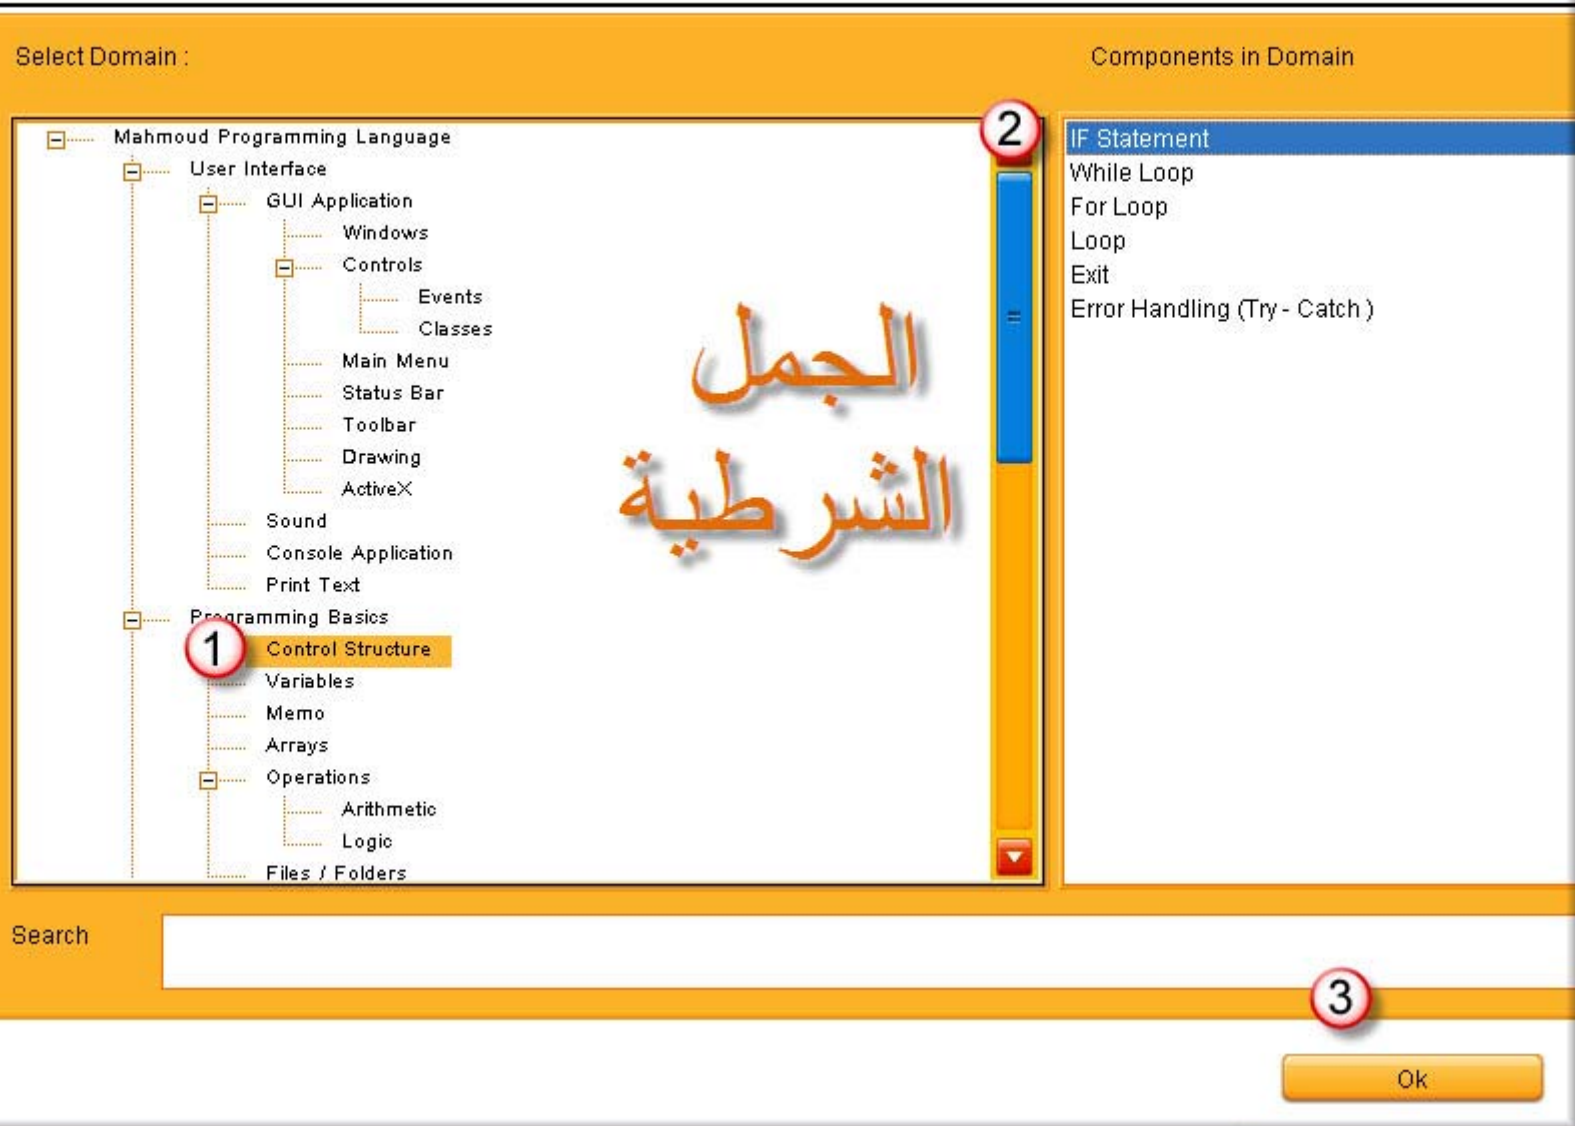 Select Domain :
Components in Domain
Mahmoud Programming Language
User Interface
GUI Application
Windows
Controls
Events
Classes
Main Menu
Status Bar
Toolbar
Drawing
ActiveX
Sound
Console Application
Print Text
Programming Basics
Control Structure
Variables
Memo
Arrays
Operations
Arithmetic
Logic
Files / Folders
الجمل
الشرطية
1
2
IF Statement
While Loop
For Loop
Loop
Exit
Error Handling (Try - Catch )
Search
3
Ok